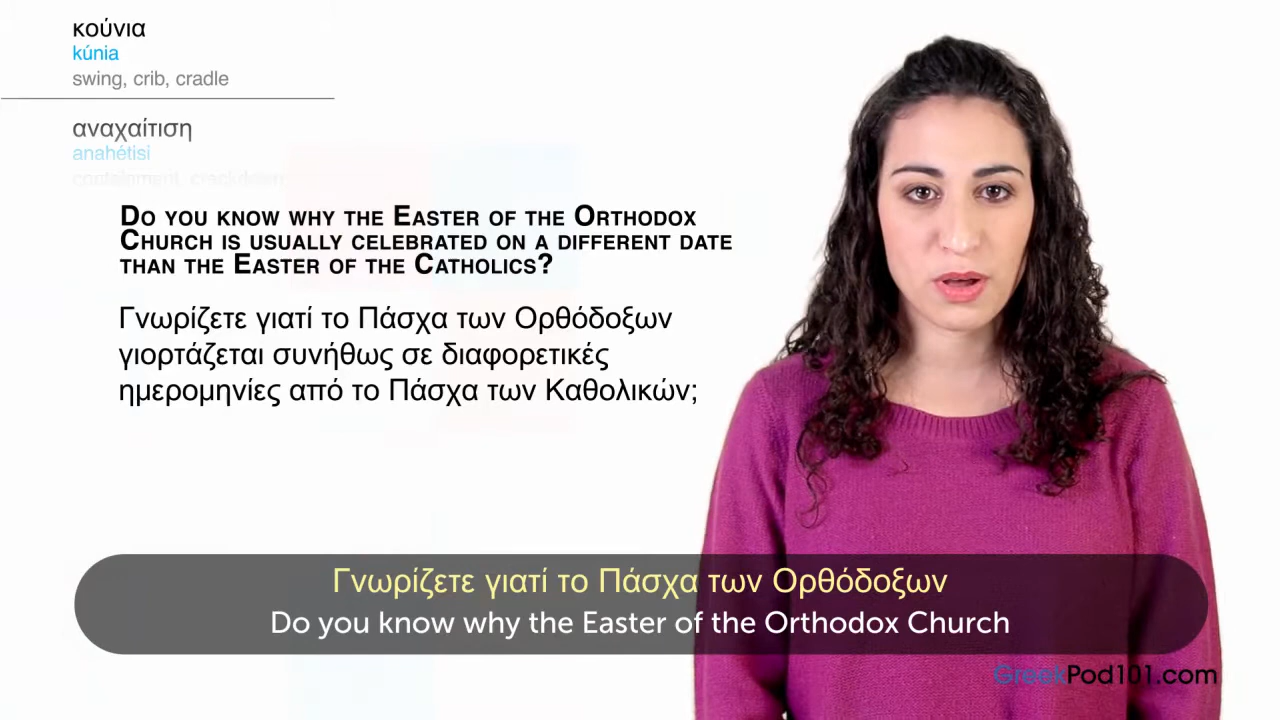 κούνια
kúnia
swing, crib, cradle
αναχαίτιση
anahétisi
containment, crackdown
Do you know why the Easter of the Orthodox
Church is usually celebrated on a different date
than the Easter of the Catholics?
Γνωρίζετε γιατί το Πάσχα των Ορθόδοξων
γιορτάζεται συνήθως σε διαφορετικές
ημερομηνίες από το Πάσχα των Καθολικών;
Γνωρίζετε γιατί το Πάσχα των Ορθόδοξων
Do you know why the Easter of the Orthodox Church
GreekPod101.com